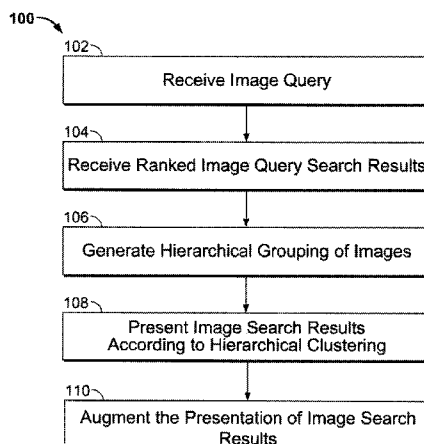 100
102
Receive Image Query
104
Receive Ranked Image Query Search Results
106
Generate Hierarchical Grouping of Images
108
Present Image Search Results
According to Hierarchical Clustering
110
Augment the Presentation of Image Search
Results